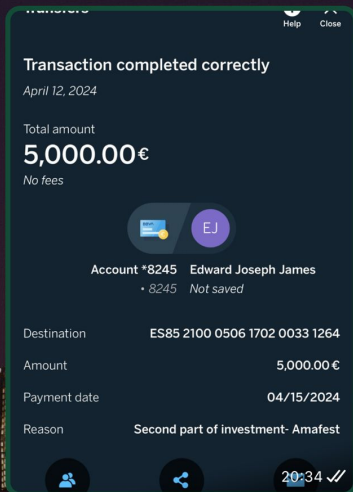 Transfers
Help Close
Transaction completed correctly
April 12, 2024
Total amount
5,000.00€
No fees
EJ
Account *8245 Edward Joseph James
• 8245 Not saved
Destination ES85 2100 0506 1702 0033 1264
Amount 5,000.00€
Payment date 04/15/2024
Reason Second part of investment- Amafest
20:34